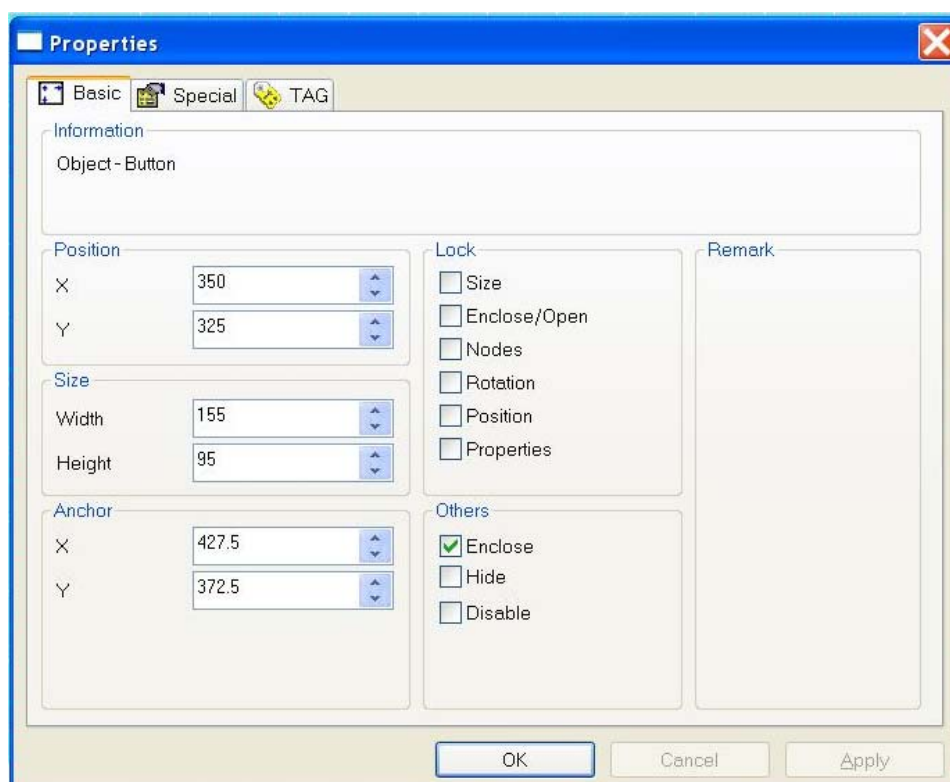 Properties
Basic Special TAG
Information
Object - Button
Position
X 350
Y 325
Size
Width 155
Height 95
Anchor
X 427.5
Y 372.5
Lock
Size
Enclose/Open
Nodes
Rotation
Position
Properties
Others
Enclose
Hide
Disable
Remark
OK Cancel Apply